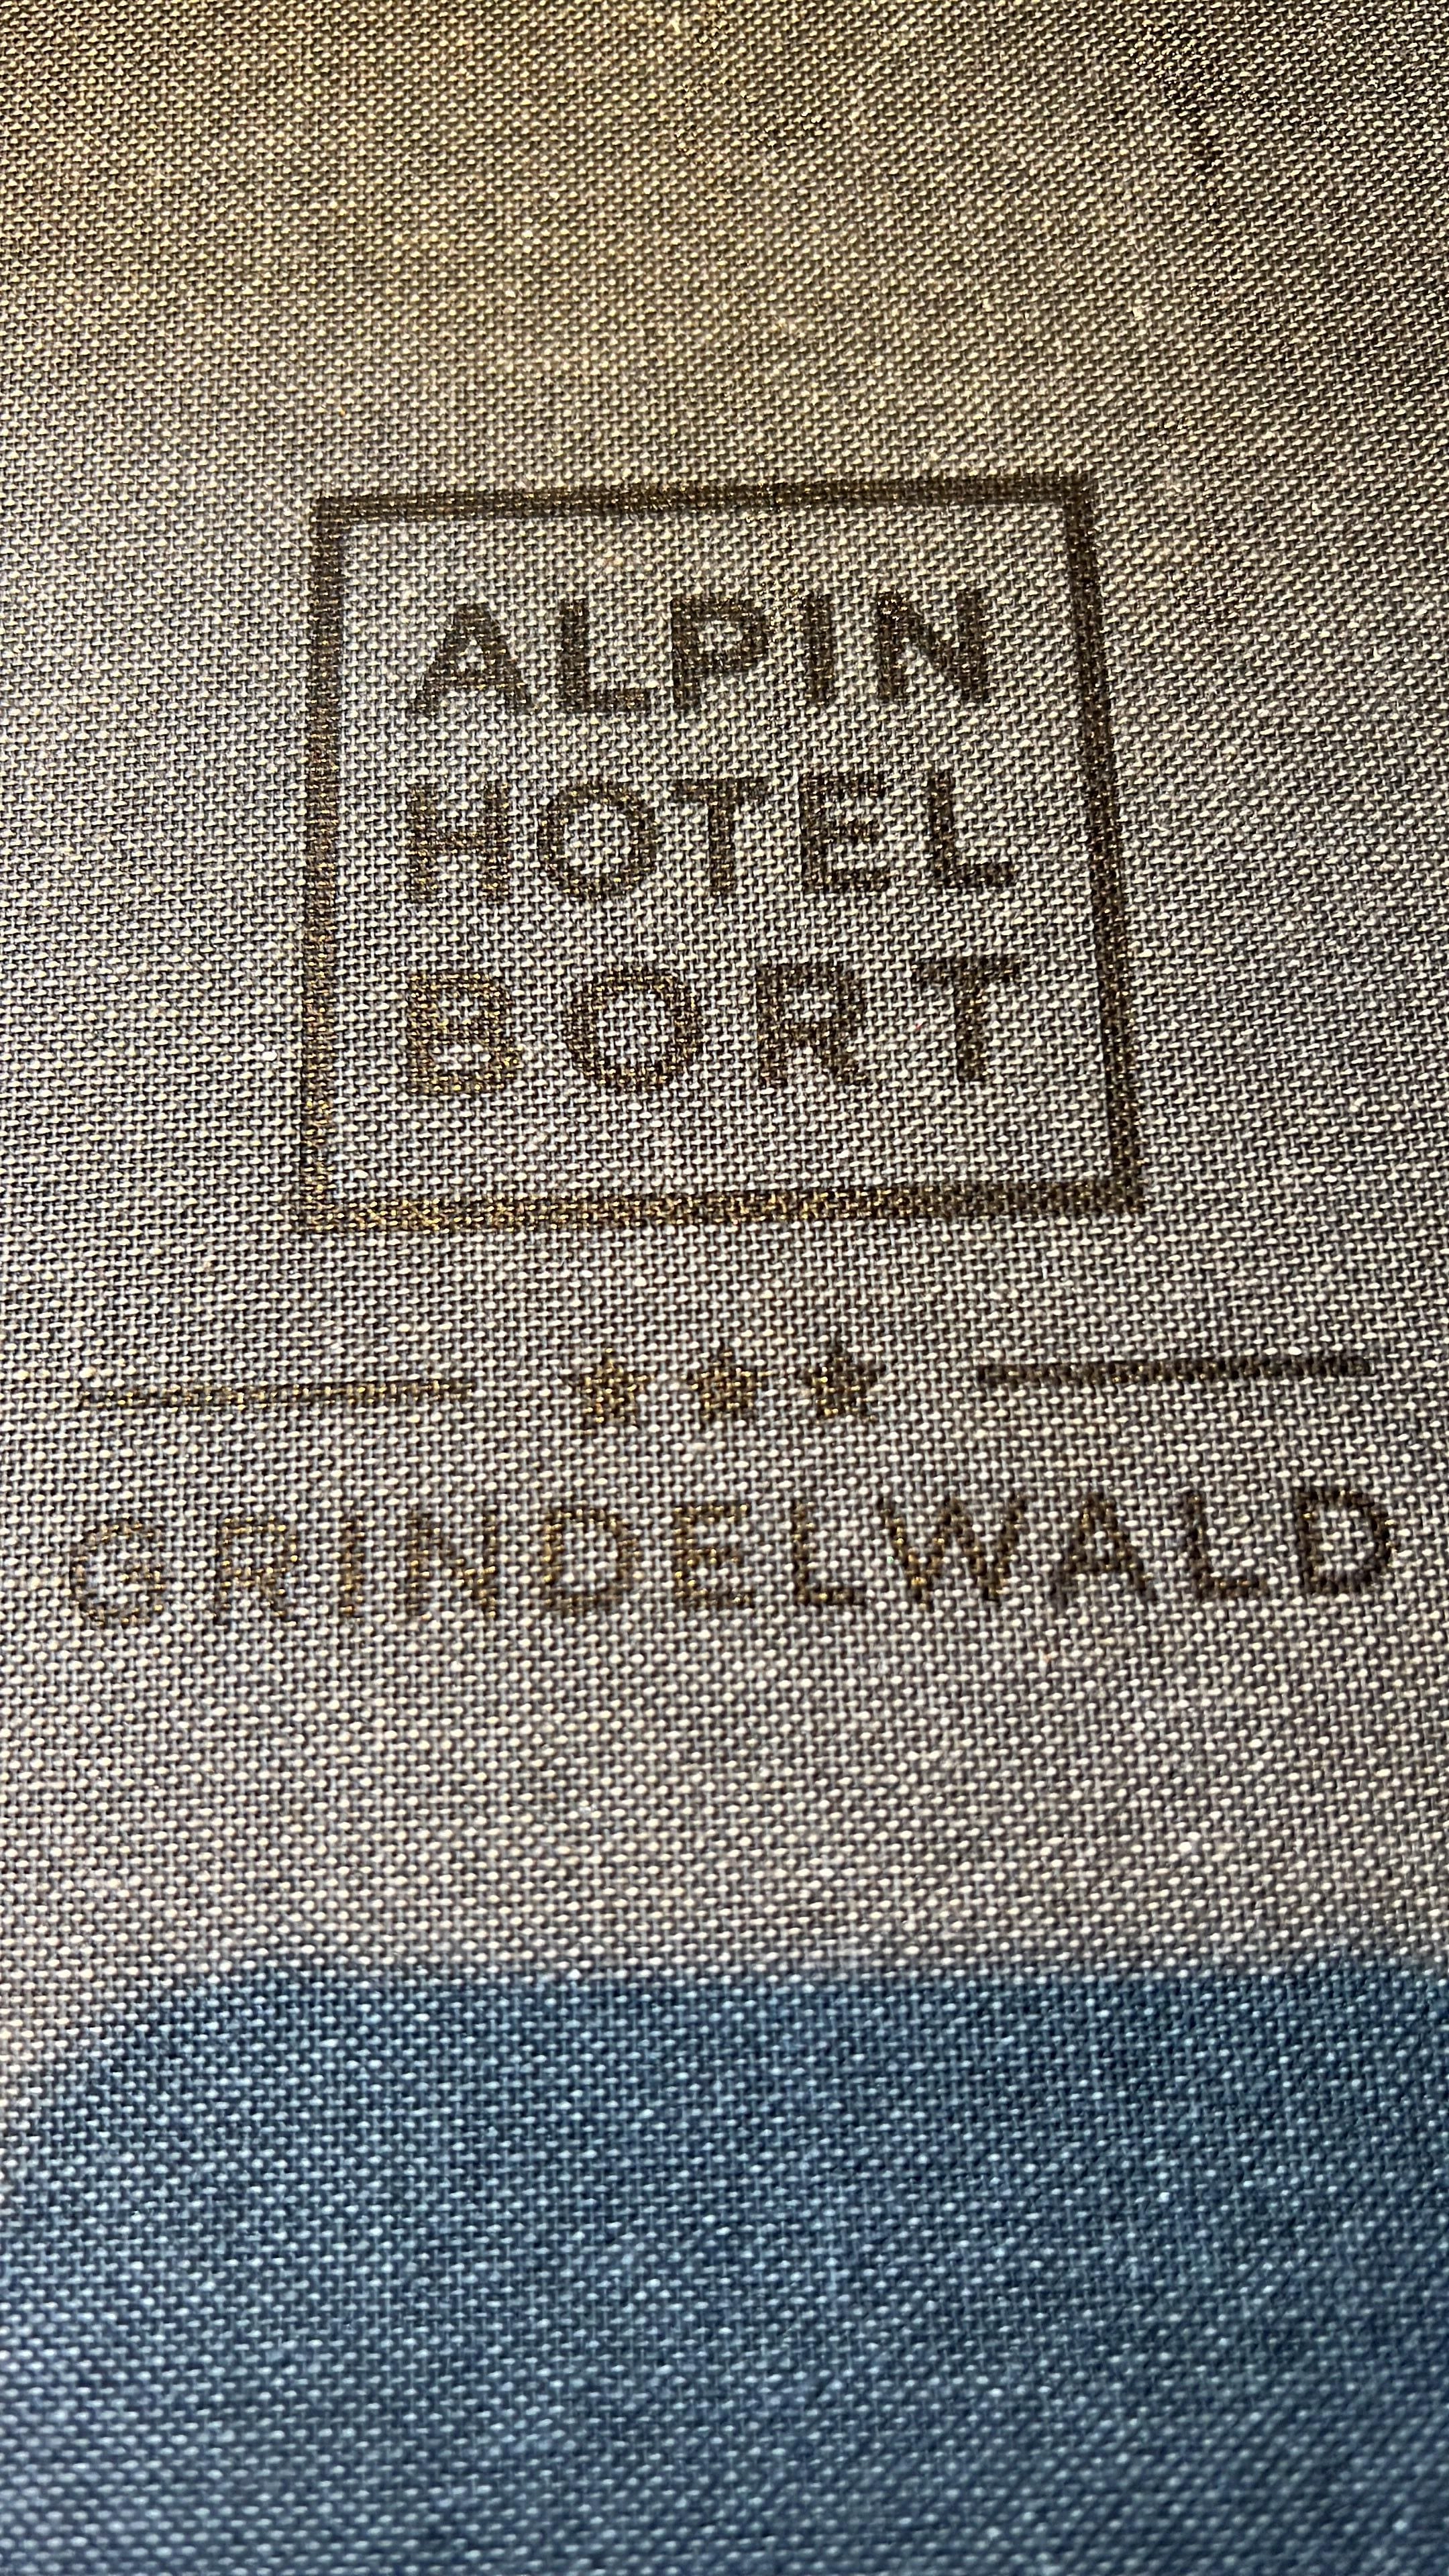 ALPIN
HOTEL
BORT
★★★
GRINDELWALD